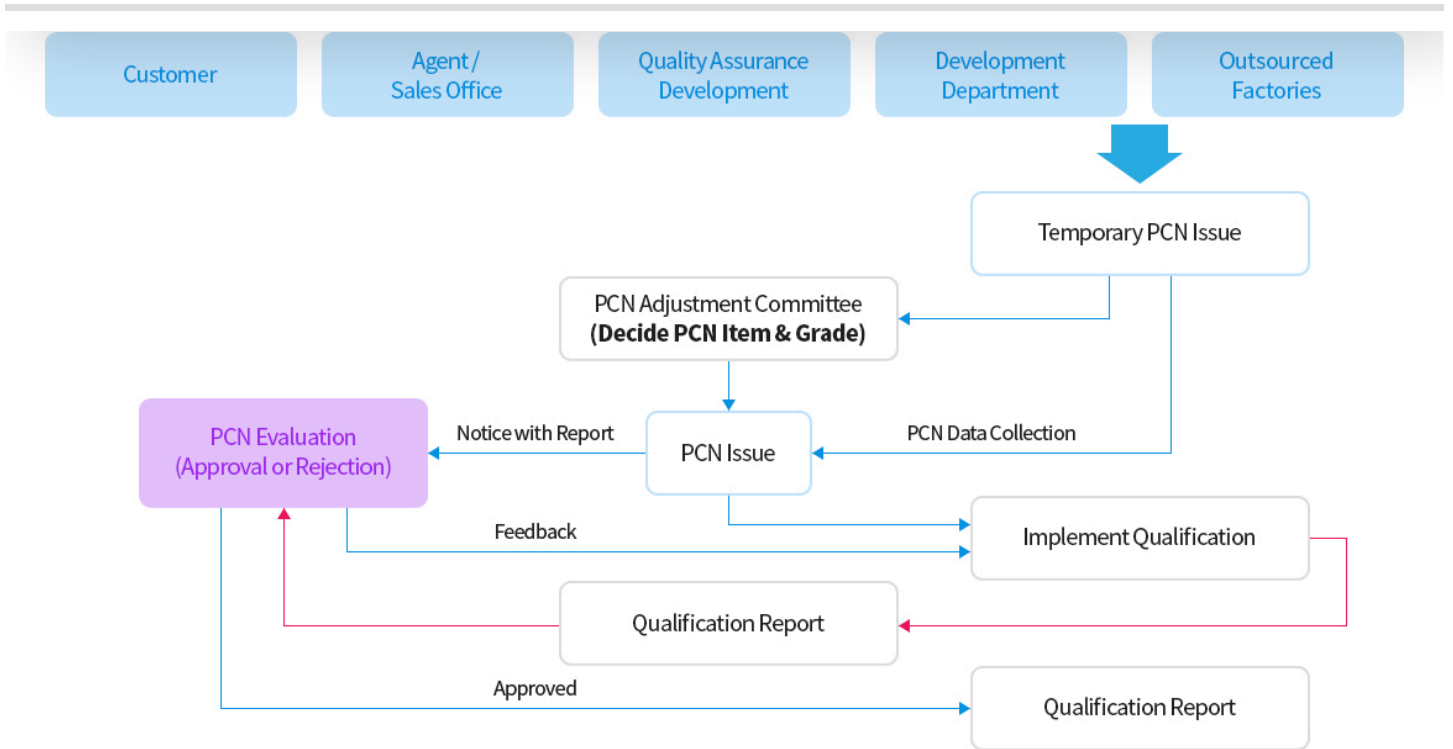 Customer
Agent /
Sales Office
Quality Assurance
Development
Development
Department
Outsourced
Factories
Temporary PCN Issue
PCN Adjustment Committee
(Decide PCN Item & Grade)
PCN Evaluation
(Approval or Rejection)
Notice with Report
PCN Issue
PCN Data Collection
Feedback
Implement Qualification
Qualification Report
Approved
Qualification Report